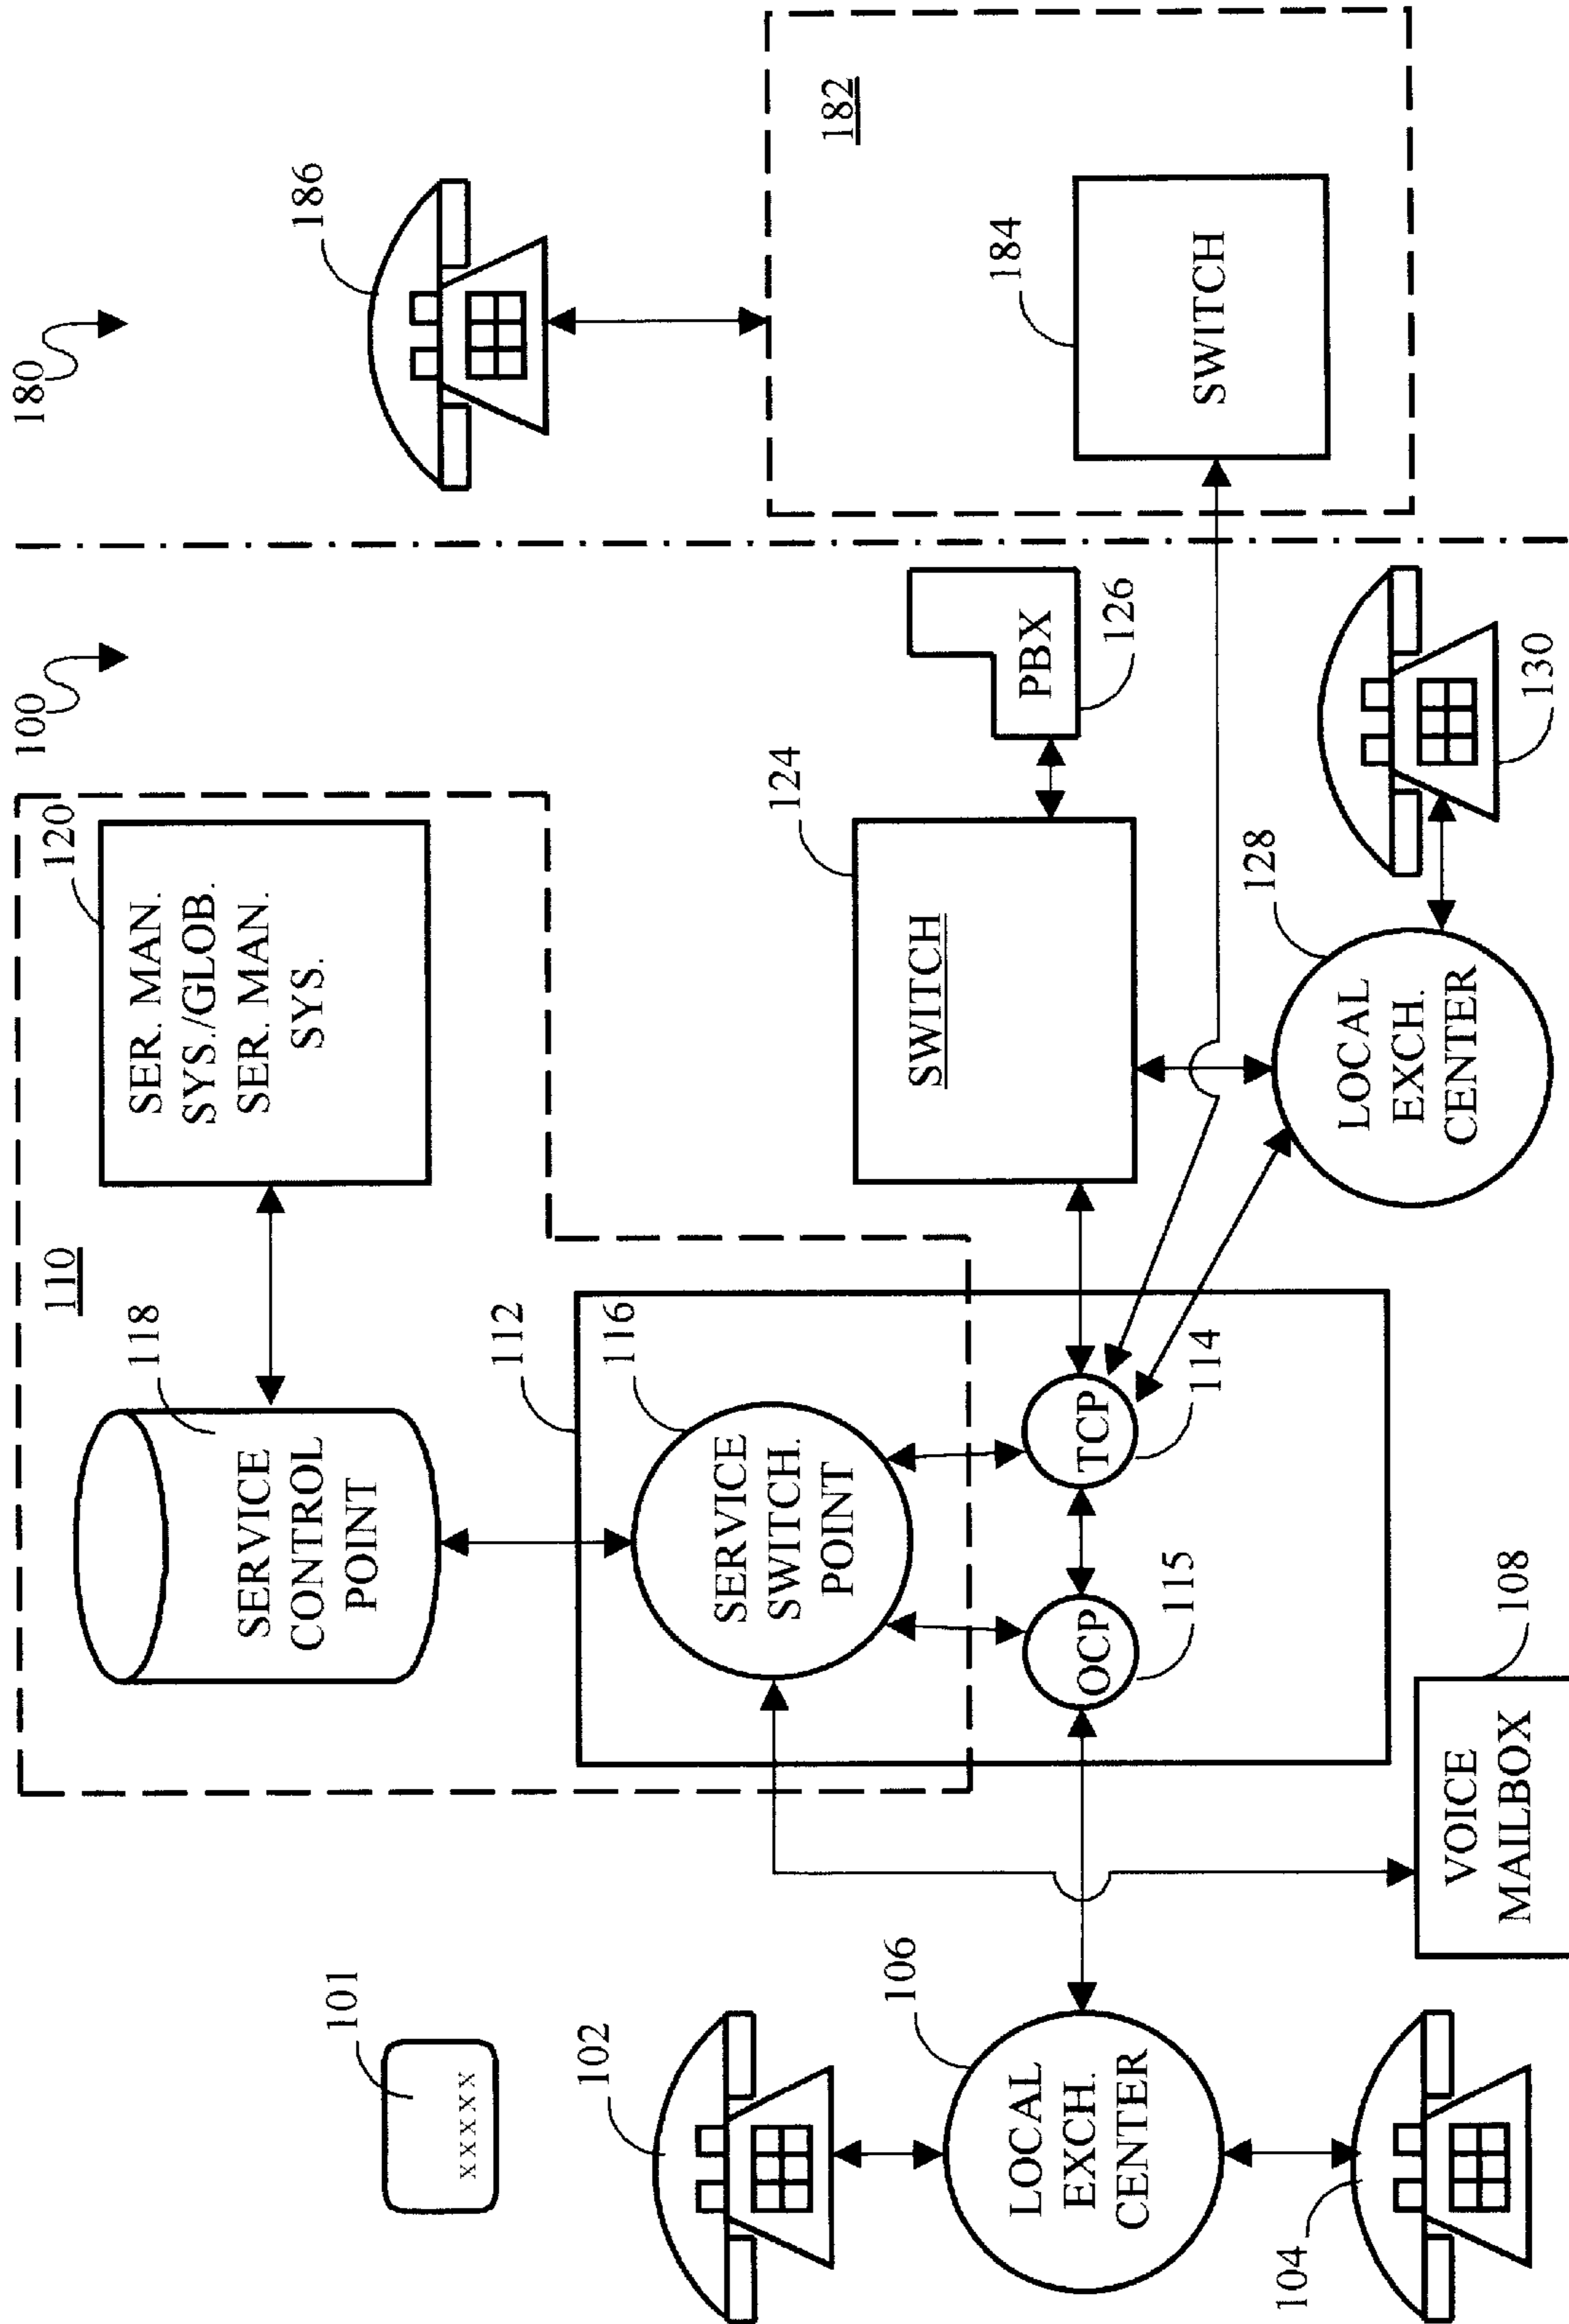 100
180
110
118
SERVICE
CONTROL
POINT
120
SER. MAN.
SYS./GLOB.
SER. MAN.
SYS.
101
xxxxx
186
102
112
116
SERVICE
SWITCH.
POINT
182
106
LOCAL
EXCH.
CENTER
OCP
115
TCP
114
124
SWITCH
PBX
126
184
SWITCH
104
VOICE
MAILBOX
108
128
LOCAL
EXCH.
CENTER
130